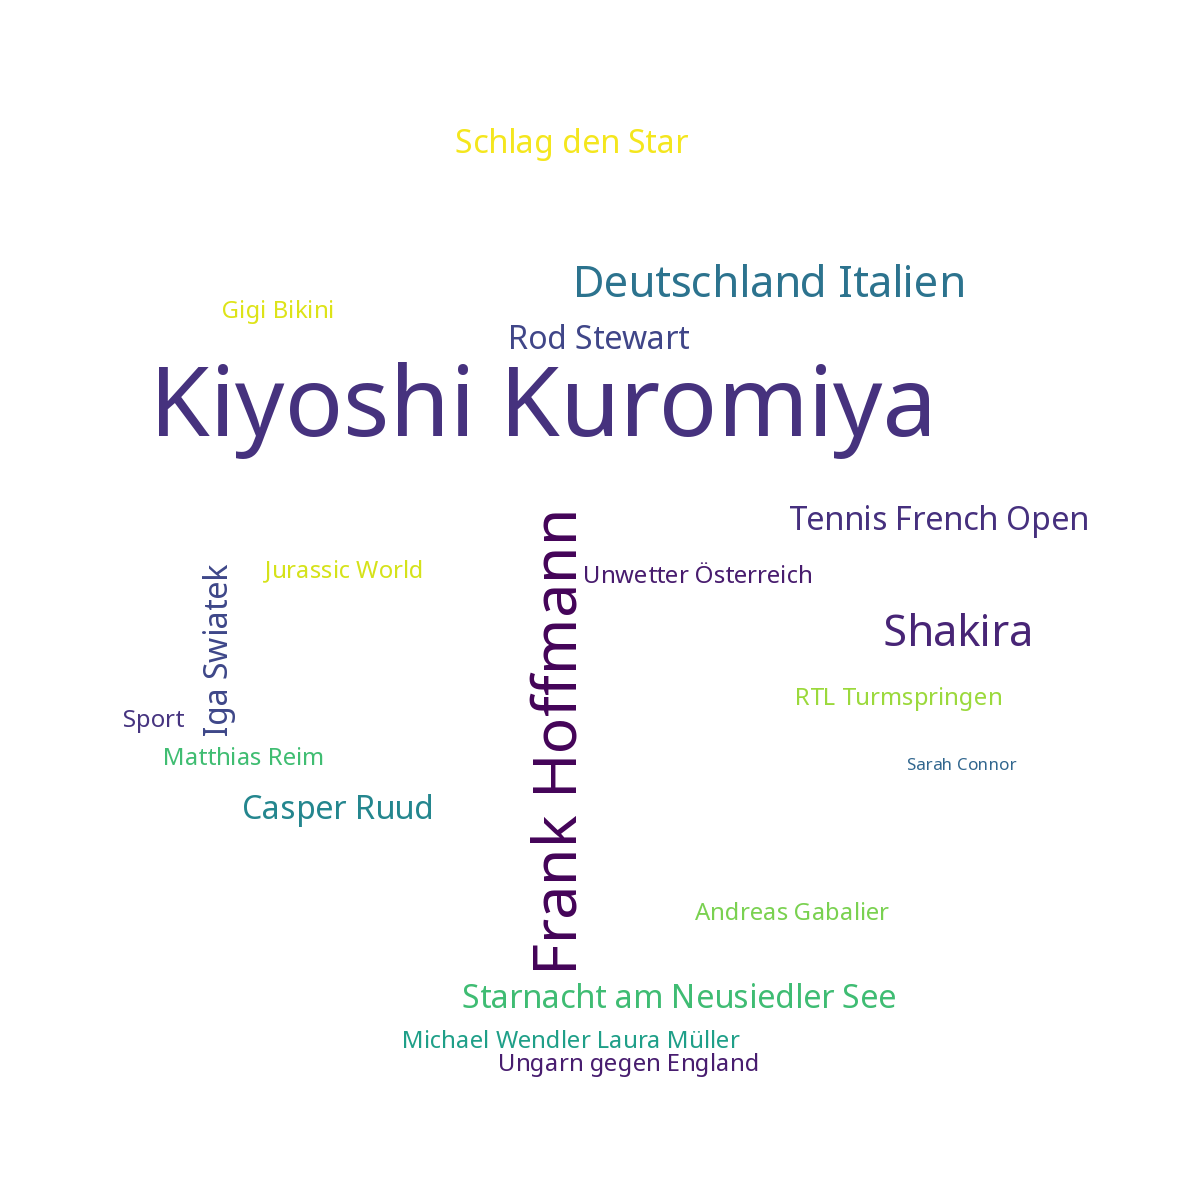 Schlag den Star
Deutschland Italien
Gigi Bikini
Rod Stewart
Kiyoshi Kuromiya
Tennis French Open
Frank Hoffmann
Jurassic World
Unwetter Österreich
Iga Swiatek
Shakira
RTL Turmspringen
Sport
Matthias Reim
Sarah Connor
Casper Ruud
Andreas Gabalier
Starnacht am Neusiedler See
Michael Wendler Laura Müller
Ungarn gegen England